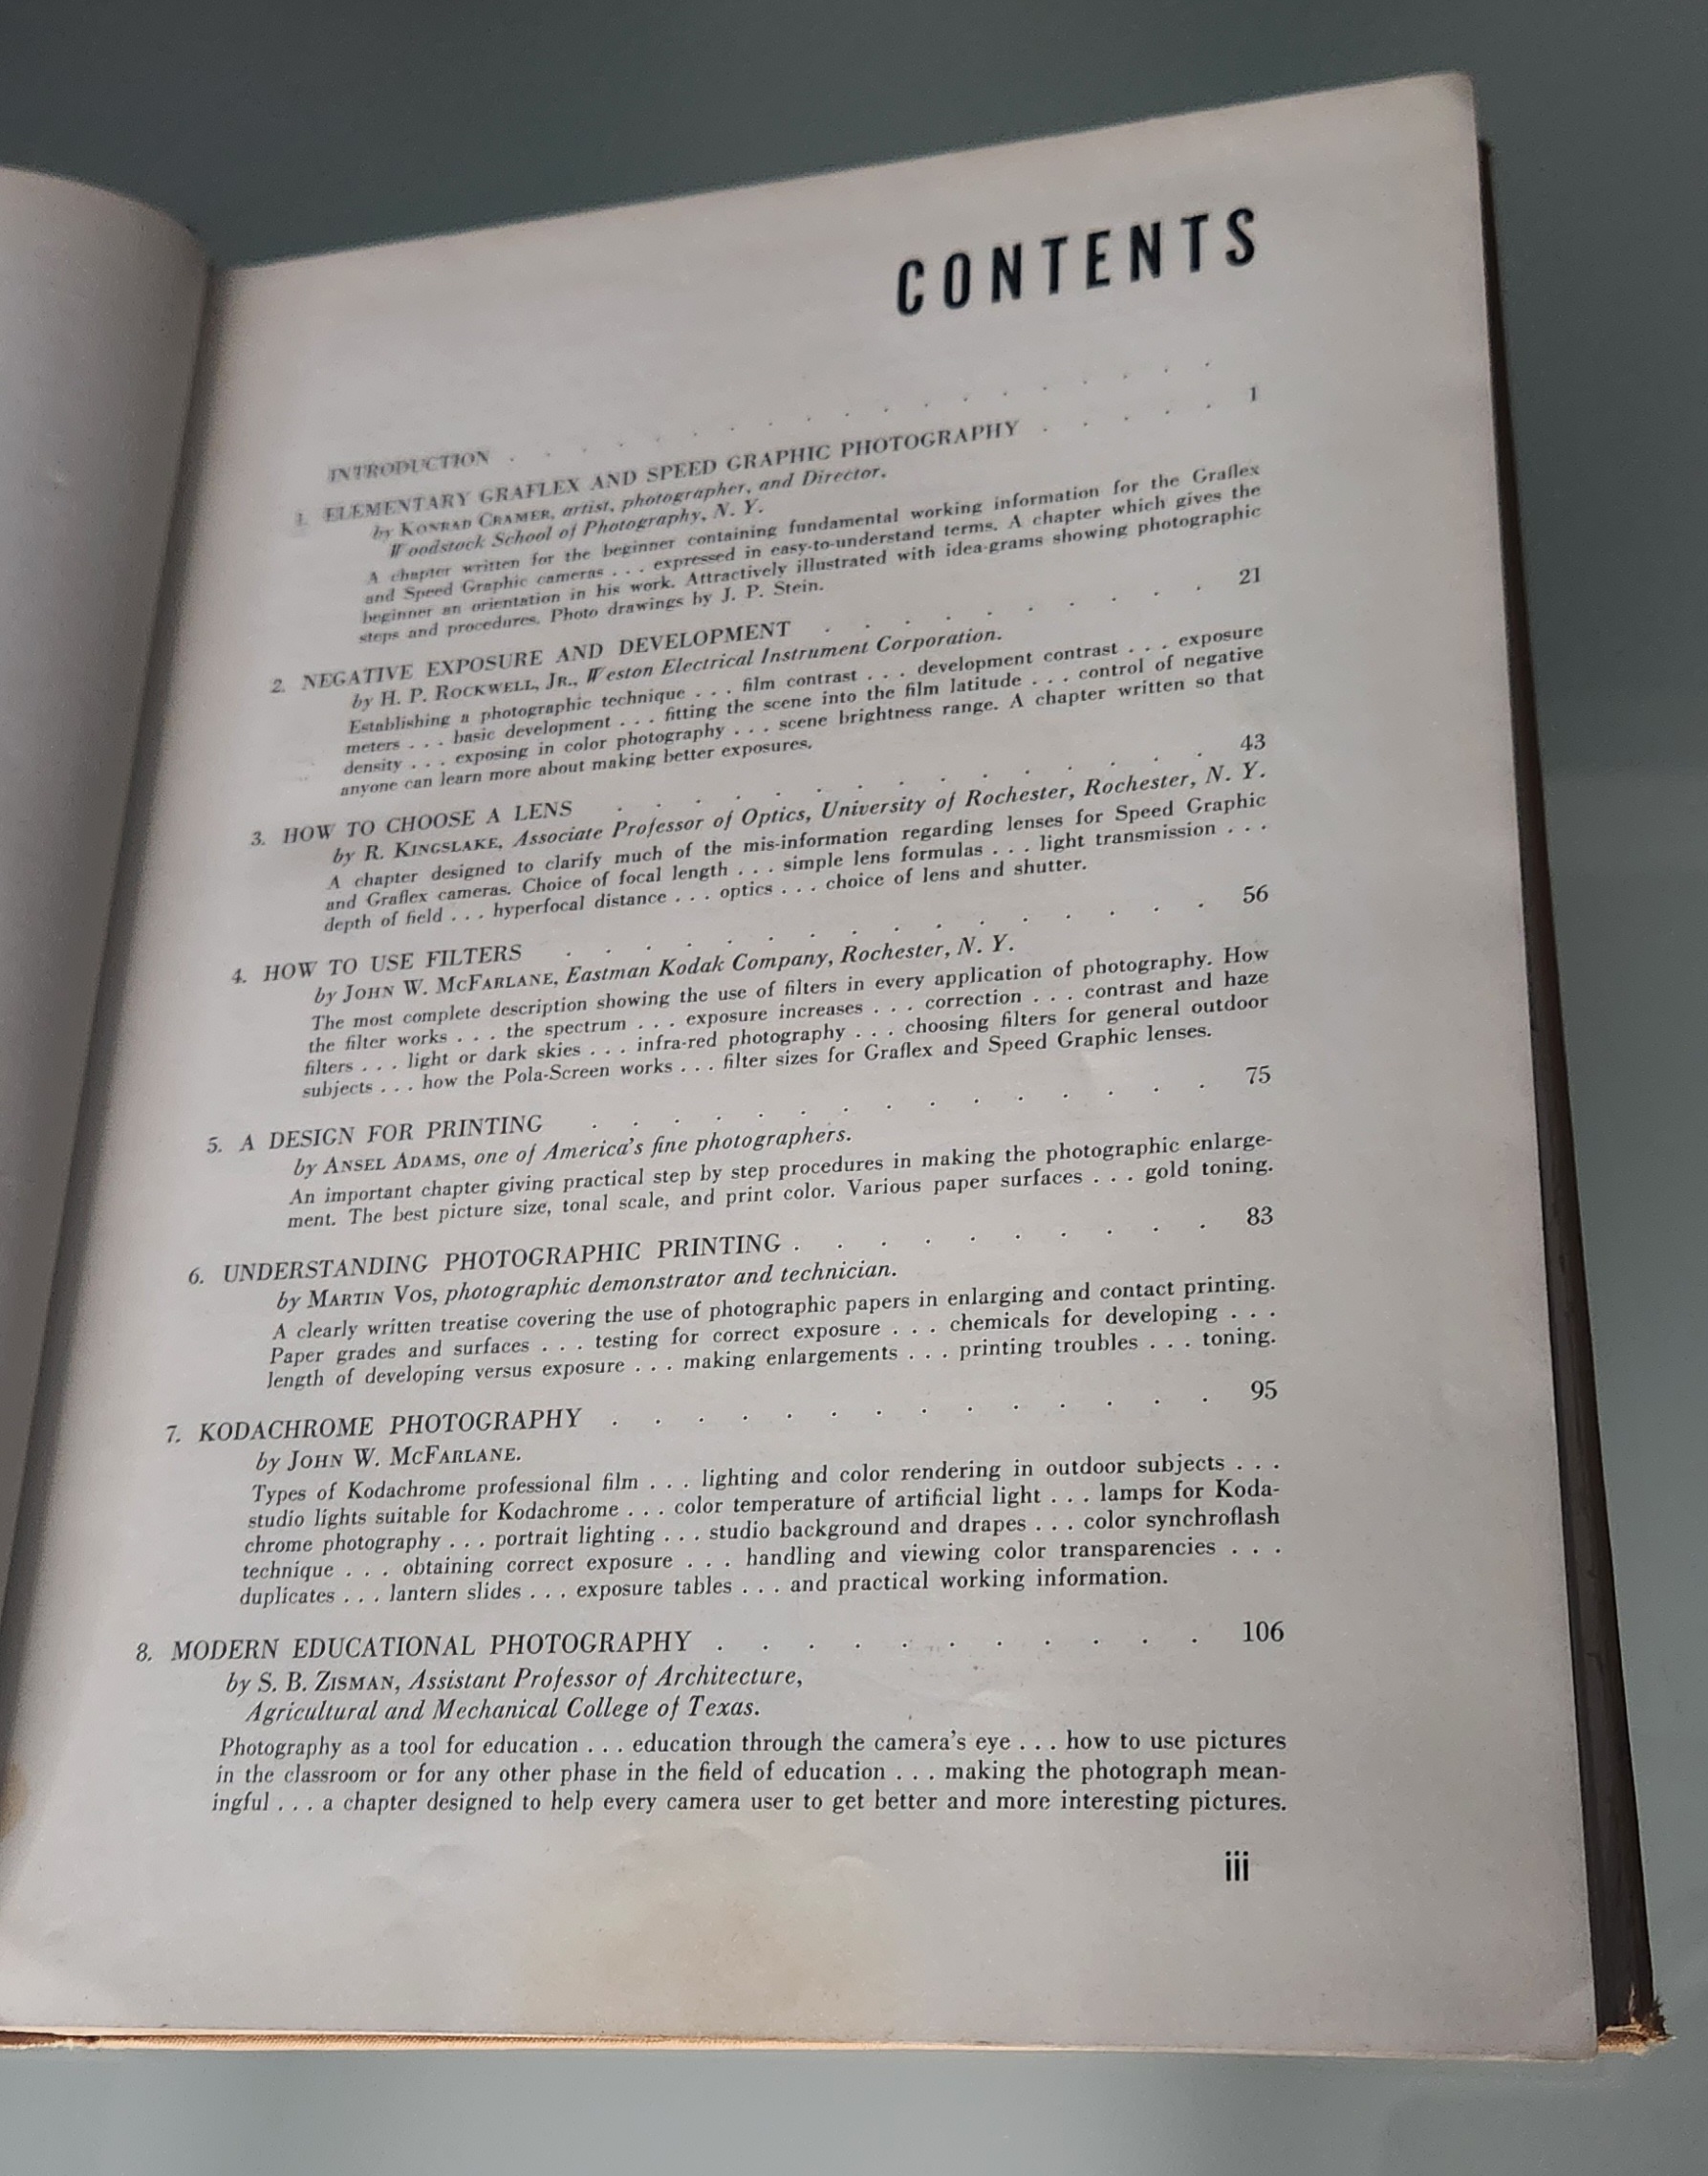 CONTENTS
INTRODUCTION . . . . . . . . . . . . . . . .
1. ELEMENTARY GRAFLEX AND SPEED GRAPHIC PHOTOGRAPHY . . . . . 1
by KONRAD CRAMER, artist, photographer, and Director.
Woodstock School of Photography, N. Y.
A chapter written for the beginner containing fundamental working information for the Graflex
and Speed Graphic cameras . . . expressed in easy-to-understand terms. A chapter which gives the
beginner an orientation in his work. Attractively illustrated with idea-grams showing photographic
steps and procedures. Photo drawings by J. P. Stein.
2. NEGATIVE EXPOSURE AND DEVELOPMENT . . . . . . . . . . 21
by H. P. ROCKWELL, JR., Weston Electrical Instrument Corporation.
Establishing a photographic technique . . . film contrast . . . development contrast . . . exposure
meters . . . basic development . . . fitting the scene into the film latitude . . . control of negative
density . . . exposing in color photography . . . scene brightness range. A chapter written so that
anyone can learn more about making better exposures.
3. HOW TO CHOOSE A LENS . . . . . . . . . . . . . . 43
by R. KINGSLAKE, Associate Professor of Optics, University of Rochester, Rochester, N. Y.
A chapter designed to clarify much of the mis-information regarding lenses for Speed Graphic
and Graflex cameras. Choice of focal length . . . simple lens formulas . . . light transmission . . .
depth of field . . . hyperfocal distance . . . optics . . . choice of lens and shutter.
4. HOW TO USE FILTERS . . . . . . . . . . . . . . . 56
by JOHN W. MCFARLANE, Eastman Kodak Company, Rochester, N. Y.
The most complete description showing the use of filters in every application of photography. How
the filter works . . . the spectrum . . . exposure increases . . . correction . . . contrast and haze
filters . . . light or dark skies . . . infra-red photography . . . choosing filters for general outdoor
subjects . . . how the Pola-Screen works . . . filter sizes for Graflex and Speed Graphic lenses.
5. A DESIGN FOR PRINTING . . . . . . . . . . . . . . 75
by ANSEL ADAMS, one of America's fine photographers.
An important chapter giving practical step by step procedures in making the photographic enlarge-
ment. The best picture size, tonal scale, and print color. Various paper surfaces . . . gold toning.
6. UNDERSTANDING PHOTOGRAPHIC PRINTING . . . . . . . . . . 83
by MARTIN VOS, photographic demonstrator and technician.
A clearly written treatise covering the use of photographic papers in enlarging and contact printing.
Paper grades and surfaces . . . testing for correct exposure . . . chemicals for developing . . .
length of developing versus exposure . . . making enlargements . . . printing troubles . . . toning.
7. KODACHROME PHOTOGRAPHY . . . . . . . . . . . . . . 95
by JOHN W. MCFARLANE.
Types of Kodachrome professional film . . . lighting and color rendering in outdoor subjects . . .
studio lights suitable for Kodachrome . . . color temperature of artificial light . . . lamps for Koda-
chrome photography . . . portrait lighting . . . studio background and drapes . . . color synchroflash
technique . . . obtaining correct exposure . . . handling and viewing color transparencies . . .
duplicates . . . lantern slides . . . exposure tables . . . and practical working information.
8. MODERN EDUCATIONAL PHOTOGRAPHY . . . . . . . . . . . 106
by S. B. ZISMAN, Assistant Professor of Architecture,
Agricultural and Mechanical College of Texas.
Photography as a tool for education . . . education through the camera's eye . . . how to use pictures
in the classroom or for any other phase in the field of education . . . making the photograph mean-
ingful . . . a chapter designed to help every camera user to get better and more interesting pictures.
iii